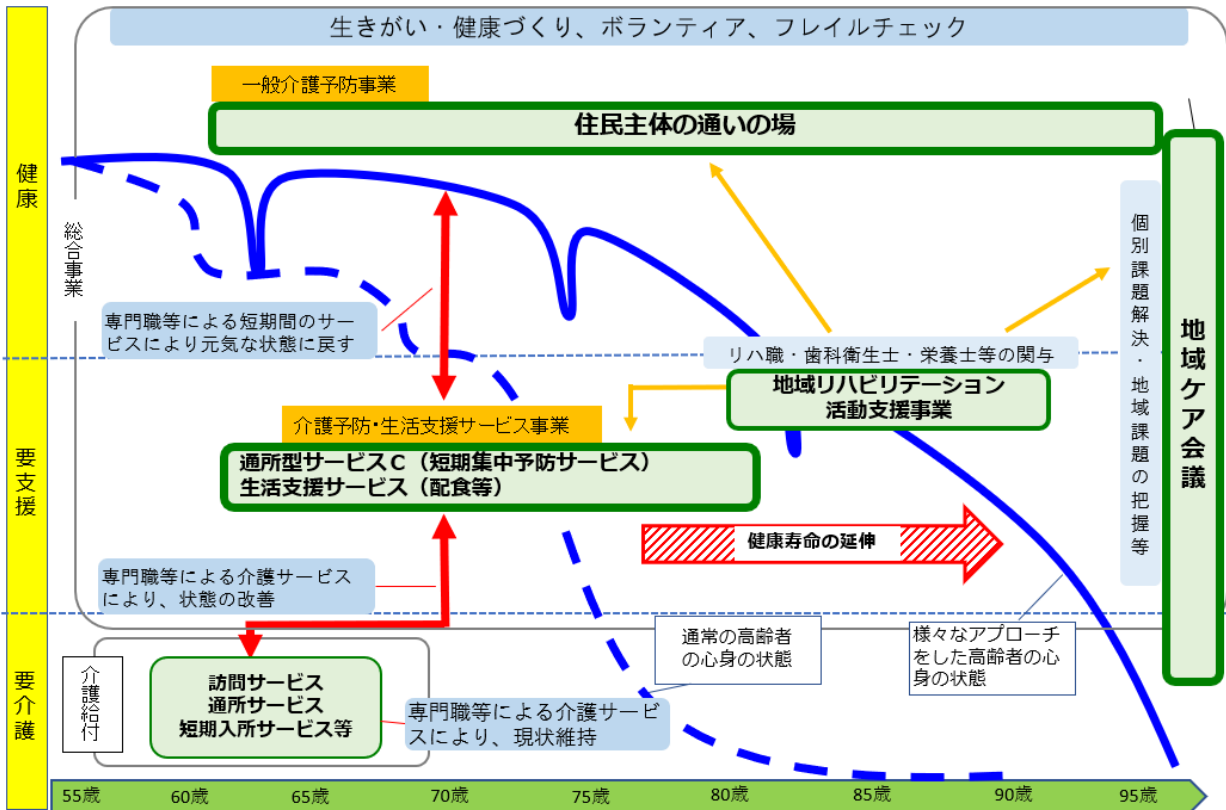 生きがい・健康づくり、ボランティア、フレイルチェック
一般介護予防事業
住民主体の通いの場
健康
総合事業
専門職等による短期間のサー
ビスにより元気な状態に戻す
個別課題解決・地域課題の把握等
地域ケア会議
リハ職・歯科衛生士・栄養士等の関与
地域リハビリテーション
活動支援事業
介護予防・生活支援サービス事業
通所型サービスC（短期集中予防サービス）
生活支援サービス（配食等）
要支援
健康寿命の延伸
専門職等による介護サービス
により、状態の改善
通常の高齢者
の心身の状態
様々なアプローチ
をした高齢者の心
身の状態
要介護
介護給付
訪問サービス
通所サービス
短期入所サービス等
専門職等による介護サービ
スにより、現状維持
55歳
60歳
65歳
70歳
75歳
80歳
85歳
90歳
95歳